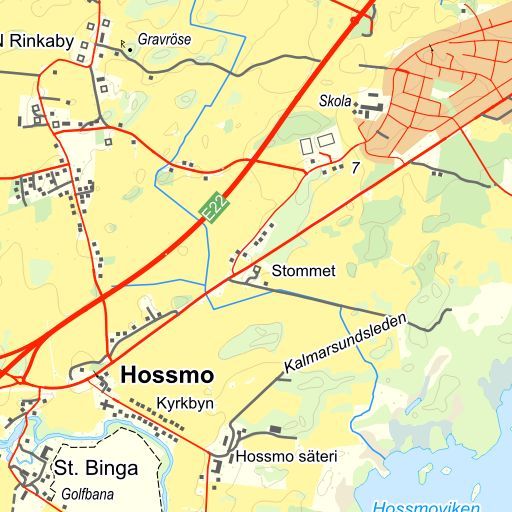 N Rinkaby
Gravröse
Skola
7
E22
Stommet
Kalmarsundsleden
Hossmo
Kyrkbyn
Hossmo säteri
St. Binga
Golfbana
Hossmoviken